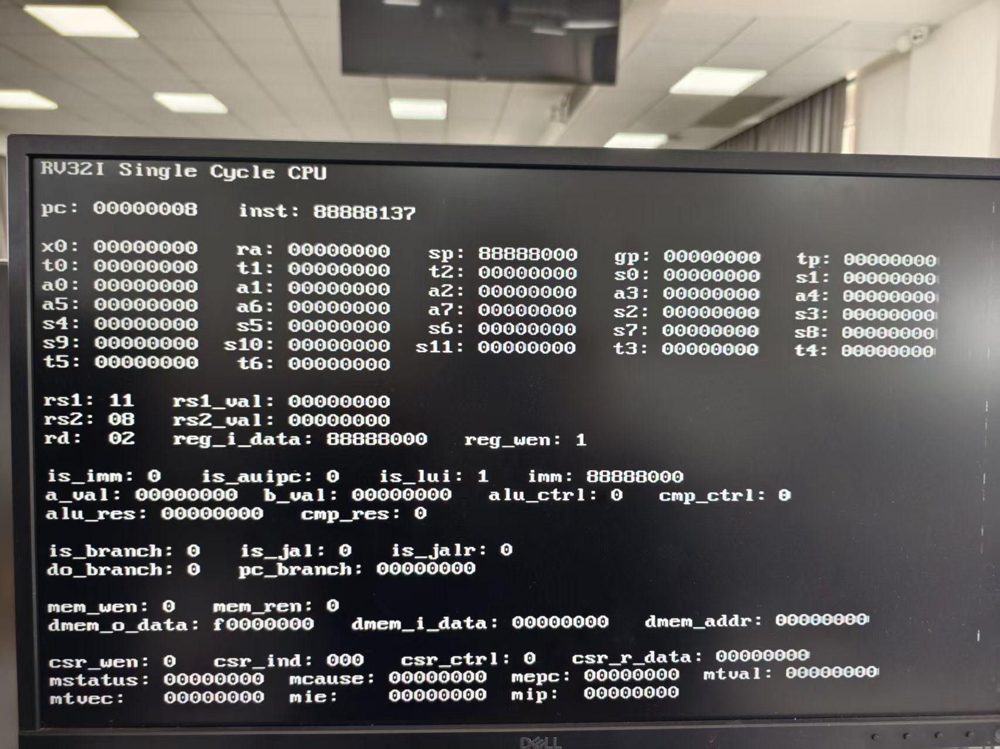 RV32I Single Cycle CPU
pc: 00000008 inst: 88888137
x0: 00000000 ra: 00000000 sp: 88888000 gp: 00000000 tp: 00000000
t0: 00000000 t1: 00000000 t2: 00000000 s0: 00000000 s1: 00000000
a0: 00000000 a1: 00000000 a2: 00000000 a3: 00000000 a4: 00000000
a5: 00000000 a6: 00000000 a7: 00000000 s2: 00000000 s3: 00000000
s4: 00000000 s5: 00000000 s6: 00000000 s7: 00000000 s8: 00000000
s9: 00000000 s10: 00000000 s11: 00000000 t3: 00000000 t4: 00000000
t5: 00000000 t6: 00000000
rs1: 11 rs1_val: 00000000
rs2: 08 rs2_val: 00000000
rd: 02 reg_i_data: 88888000 reg_wen: 1
is_imm: 0 is_auipc: 0 is_lui: 1 imm: 88888000
a_val: 00000000 b_val: 00000000 alu_ctrl: 0 cmp_ctrl: 0
alu_res: 00000000 cmp_res: 0
is_branch: 0 is_jal: 0 is_jalr: 0
do_branch: 0 pc_branch: 00000000
mem_wen: 0 mem_ren: 0
dmem_o_data: f0000000 dmem_i_data: 00000000 dmem_addr: 00000000
csr_wen: 0 csr_ind: 000 csr_ctrl: 0 csr_r_data: 00000000
mstatus: 00000000 mcause: 00000000 mepc: 00000000 mtval: 00000000
mtvec: 00000000 mie: 00000000 mip: 00000000
DELL